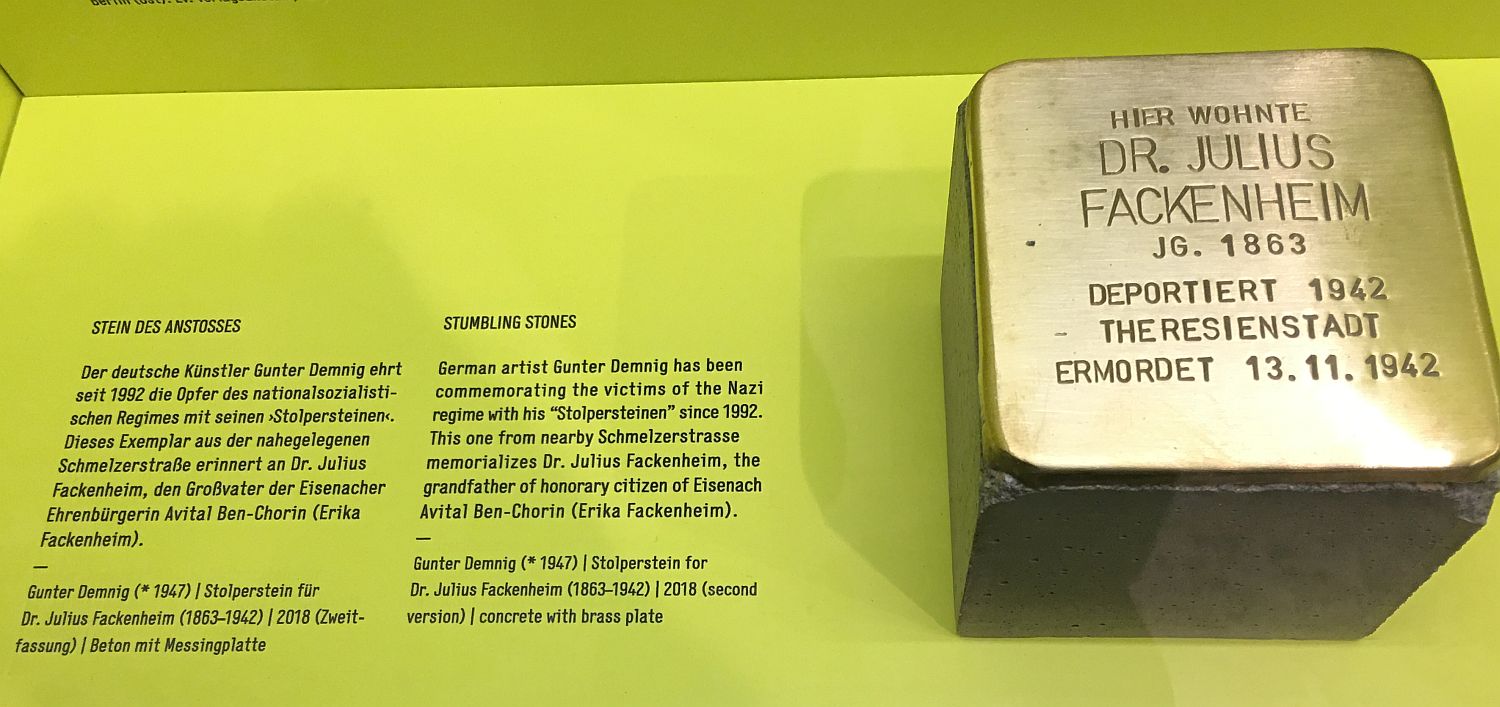 STEIN DES ANSTOSSES
Der deutsche Künstler Gunter Demnig ehrt
seit 1992 die Opfer des nationalsozialisti-
schen Regimes mit seinen ›Stolpersteinen‹.
Dieses Exemplar aus der nahegelegenen
Schmelzerstraße erinnert an Dr. Julius
Fackenheim, den Großvater der Eisenacher
Ehrenbürgerin Avital Ben-Chorin (Erika
Fackenheim).
—
Gunter Demnig (* 1947) | Stolperstein für
Dr. Julius Fackenheim (1863–1942) | 2018 (Zweit-
fassung) | Beton mit Messingplatte
STUMBLING STONES
German artist Gunter Demnig has been
commemorating the victims of the Nazi
regime with his “Stolpersteinen” since 1992.
This one from nearby Schmelzerstrasse
memorializes Dr. Julius Fackenheim, the
grandfather of honorary citizen of Eisenach
Avital Ben-Chorin (Erika Fackenheim).
—
Gunter Demnig (* 1947) | Stolperstein for
Dr. Julius Fackenheim (1863–1942) | 2018 (second
version) | concrete with brass plate
HIER WOHNTE
DR. JULIUS
FACKENHEIM
JG. 1863
DEPORTIERT 1942
THERESIENSTADT
ERMORDET 13.11.1942